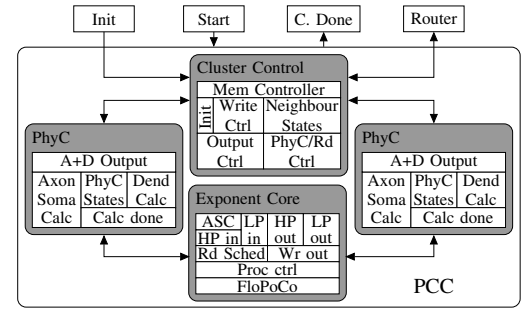 Init Start C. Done Router
Cluster Control
Mem Controller
Init
Write Ctrl
Neighbour States
Output Ctrl
PhyC/Rd Ctrl
PhyC
A+D Output
Axon Soma Calc
PhyC States
Dend Calc
Calc done
PhyC
A+D Output
Axon Soma Calc
PhyC States
Dend Calc
Calc done
Exponent Core
ASC
HP in
LP in
HP out
LP out
Rd Sched
Wr out
Proc ctrl
FloPoCo
PCC